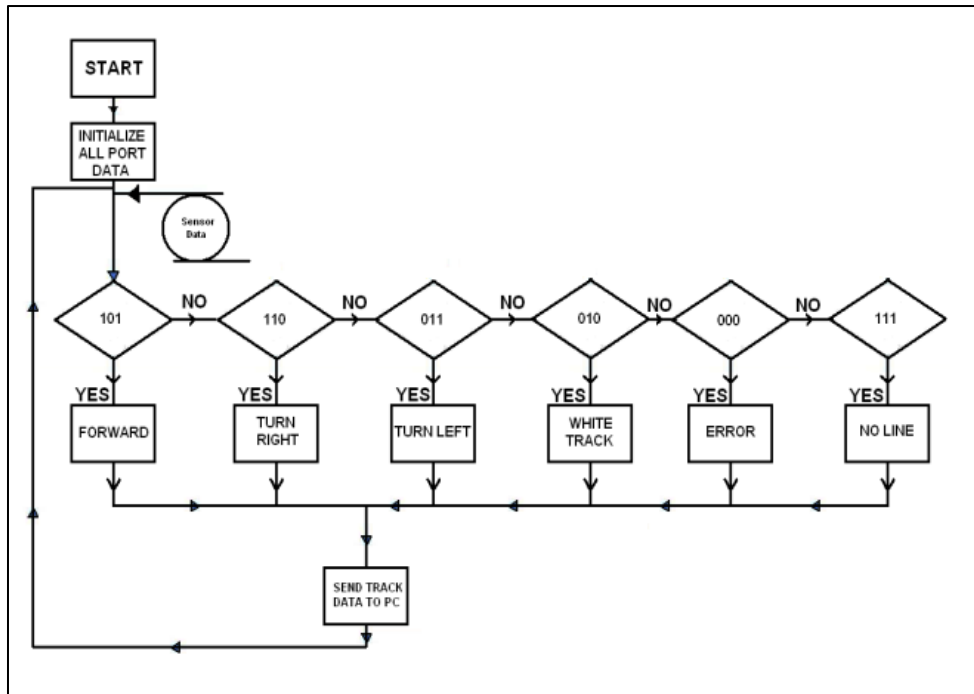 START
INITIALIZE
ALL PORT
DATA
Sensor
Data
101
NO
110
NO
011
NO
010
NO
000
NO
111
YES
YES
YES
YES
YES
YES
FORWARD
TURN
RIGHT
TURN LEFT
WHITE
TRACK
ERROR
NO LINE
SEND TRACK
DATA TO PC